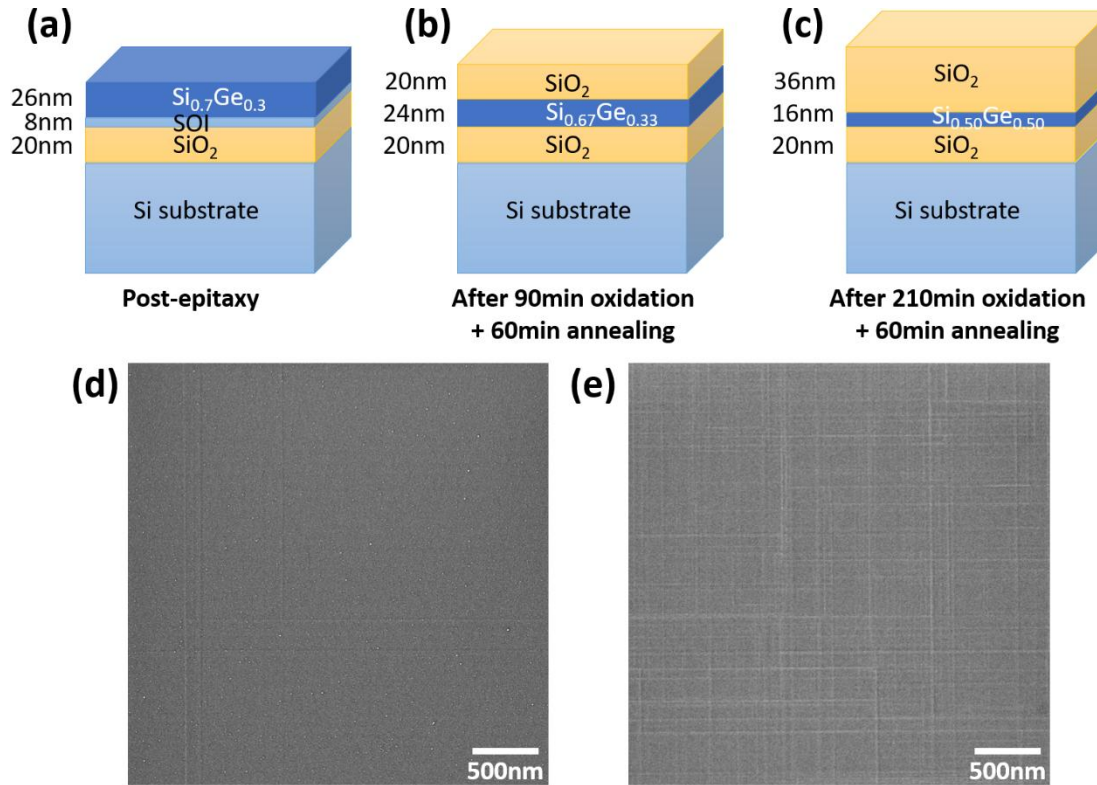 (a)
26nm
8nm
20nm
Si₀.₇Ge₀.₃
SOI
SiO₂
Si substrate
Post-epitaxy
(b)
20nm
24nm
20nm
SiO₂
Si₀.₆₇Ge₀.₃₃
SiO₂
Si substrate
After 90min oxidation
+ 60min annealing
(c)
36nm
16nm
20nm
SiO₂
Si₀.₅₀Ge₀.₅₀
SiO₂
Si substrate
After 210min oxidation
+ 60min annealing
(d)
500nm
(e)
500nm